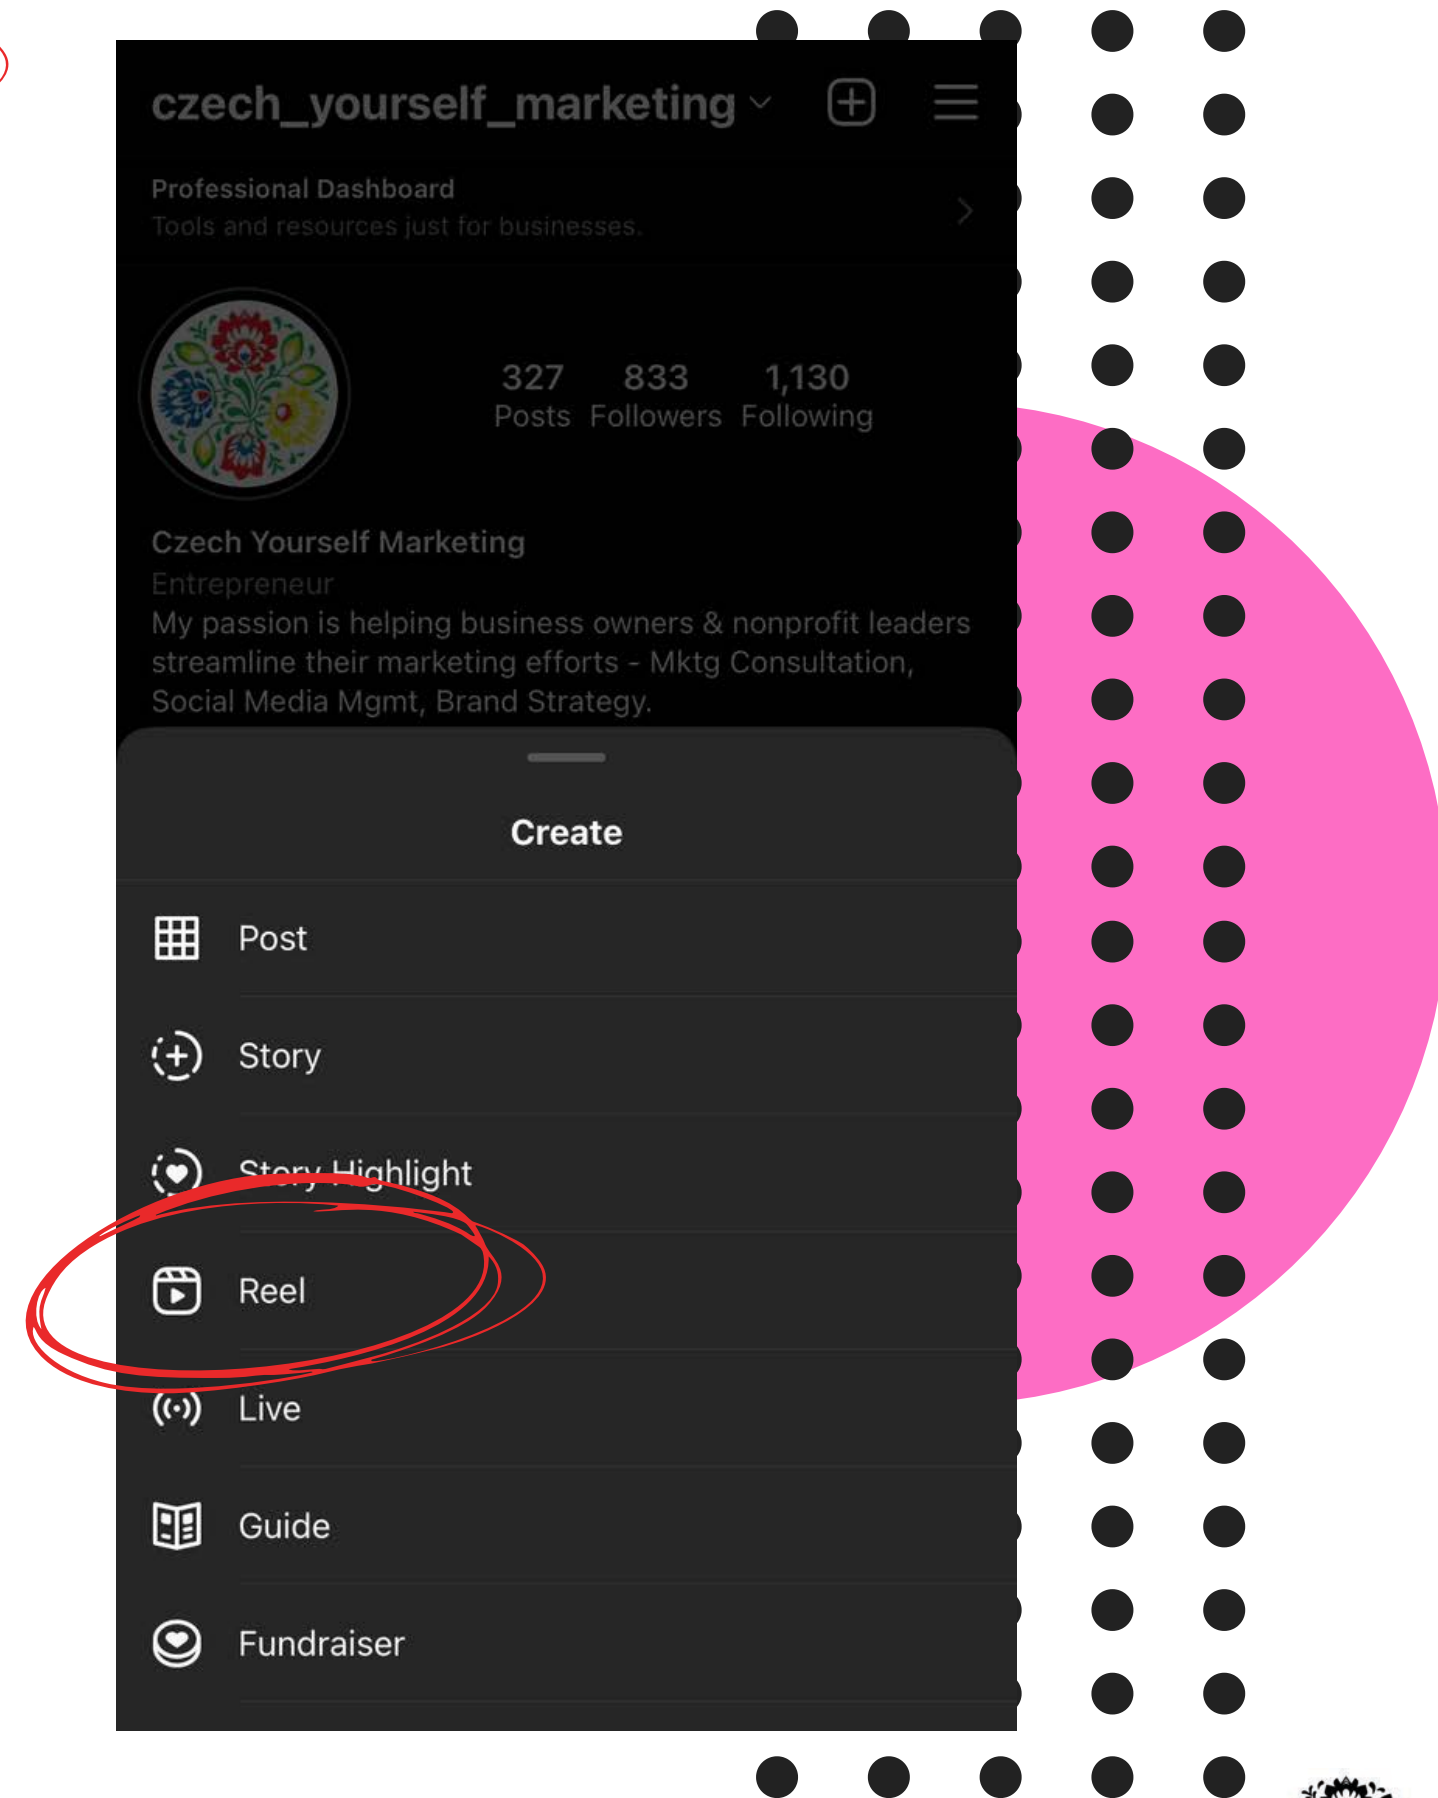 czech_yourself_marketing
Professional Dashboard
Tools and resources just for businesses.
327 833 1,130
Posts Followers Following
Czech Yourself Marketing
Entrepreneur
My passion is helping business owners & nonprofit leaders
streamline their marketing efforts - Mktg Consultation,
Social Media Mgmt, Brand Strategy.
Create
Post
Story
Story Highlight
Reel
Live
Guide
Fundraiser